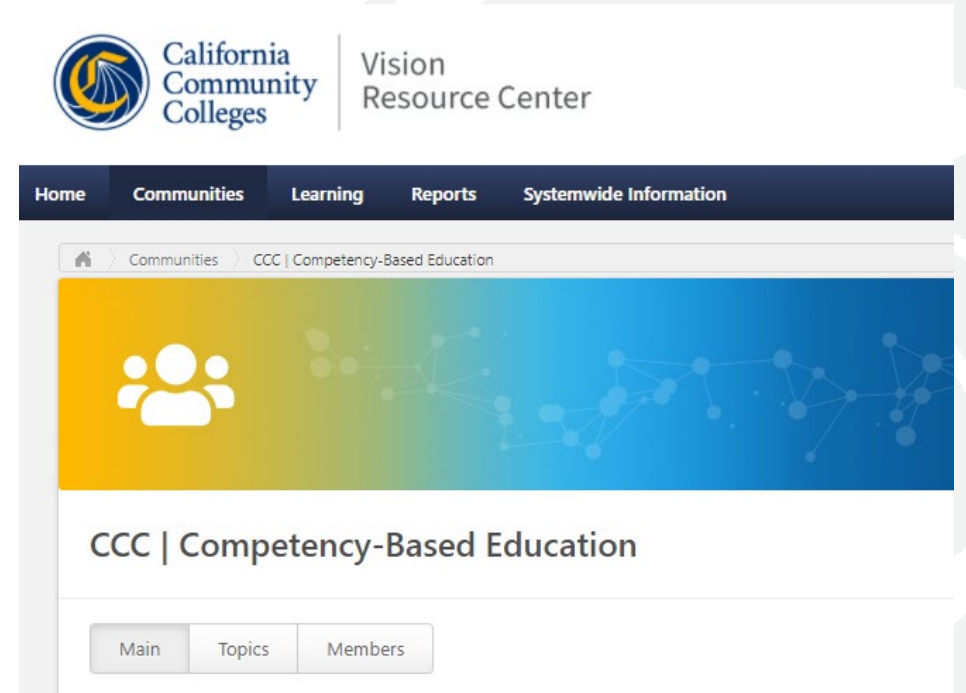 California
Community
Colleges
Vision
Resource Center
Home Communities Learning Reports Systemwide Information
Communities CCC | Competency-Based Education
CCC | Competency-Based Education
Main Topics Members